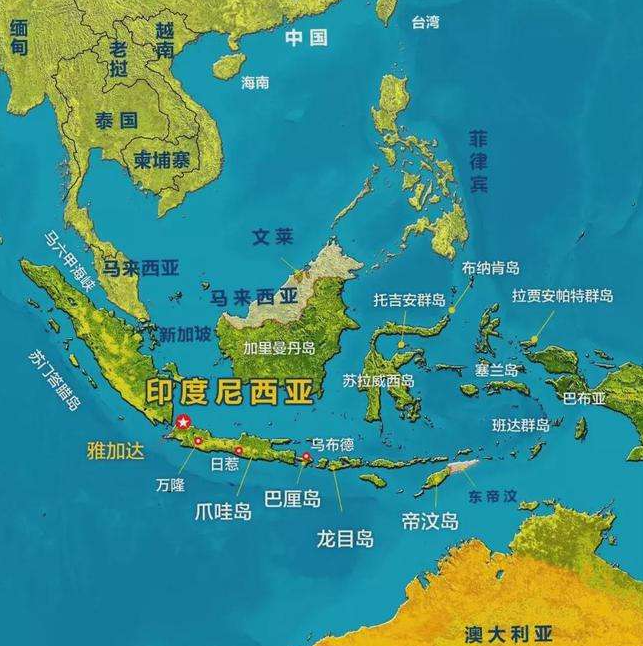 缅甸
越南
老挝
中国
台湾
海南
泰国
柬埔寨
菲律宾
文莱
马六甲海峡
马来西亚
布纳肯岛
马来西亚
托吉安群岛
拉贾安帕特群岛
新加坡
加里曼丹岛
苏门答腊岛
苏拉威西岛
塞兰岛
印度尼西亚
巴布亚
班达群岛
雅加达
乌布德
日惹
万隆
巴厘岛
东帝汶
爪哇岛
帝汶岛
龙目岛
澳大利亚